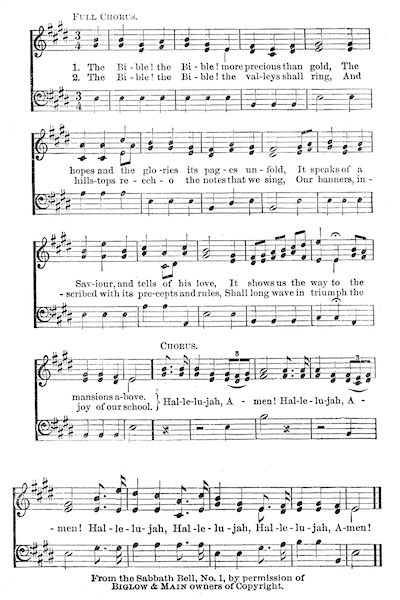 FULL CHORUS.
1. The Bi-ble! the Bi-ble! more precious than gold, The
2. The Bi-ble! the Bi-ble! the val-leys shall ring, And
hopes and the glo-ries its pag-es un-fold, It speaks of a
hills-tops re-ech-o the notes that we sing, Our banners, in-
Sav-iour, and tells of his love, It shows us the way to the
-scribed with its pre-cepts and rules, Shall long wave in triumph the
CHORUS.
mansions a-bove.
joy of our school.
Hal-le-lu-jah, A-men! Hal-le-lu-jah, A-
-men! Hal-le-lu-jah, Hal-le-lu-jah, Hal-le-lu-jah, A-men!
From the Sabbath Bell, No. 1, by permission of
BIGLOW & MAIN owners of Copyright.